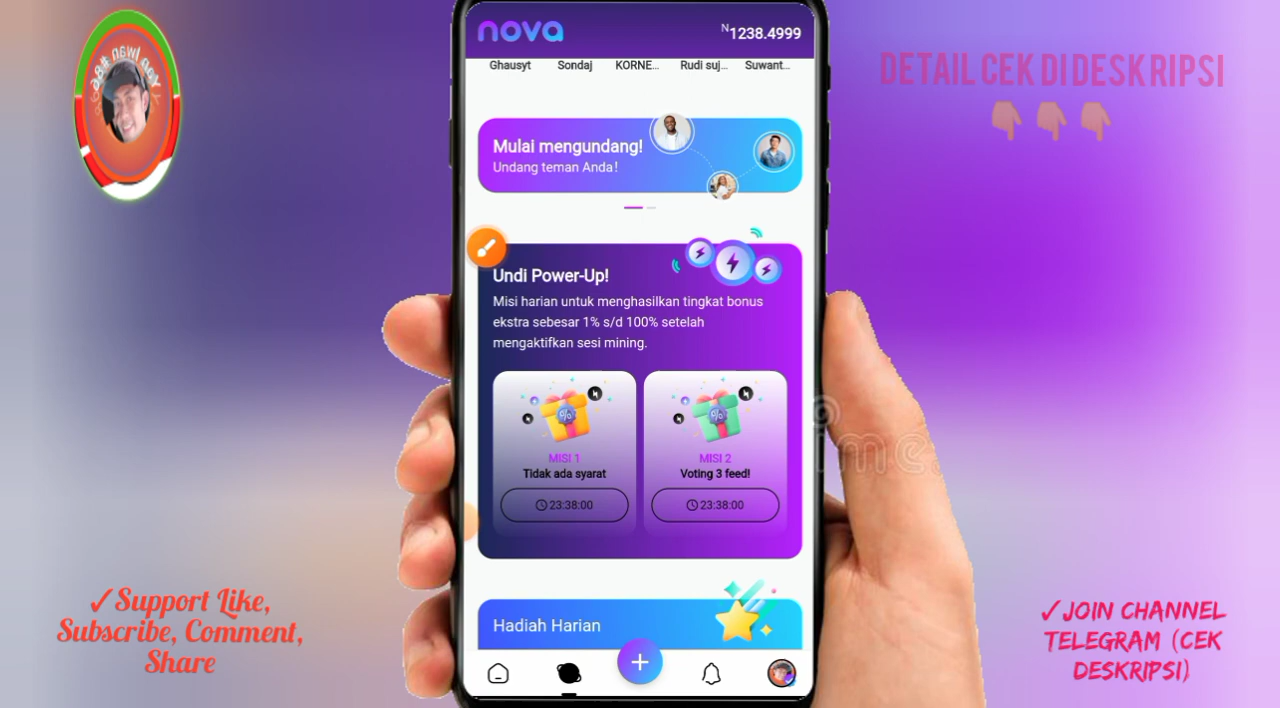 nova
N1238.4999
Ghausyt Sondaj KORNE... Rudi suj... Suwant...
DETAIL CEK DI DESKRIPSI
Mulai mengundang!
Undang teman Anda!
Undi Power-Up!
Misi harian untuk menghasilkan tingkat bonus
ekstra sebesar 1% s/d 100% setelah
mengaktifkan sesi mining.
MISI 1
Tidak ada syarat
23:38:00
MISI 2
Voting 3 feed!
23:38:00
Hadiah Harian
✓Support Like,
Subscribe, Comment,
Share
✓JOIN CHANNEL
TELEGRAM (CEK
DESKRIPSI)